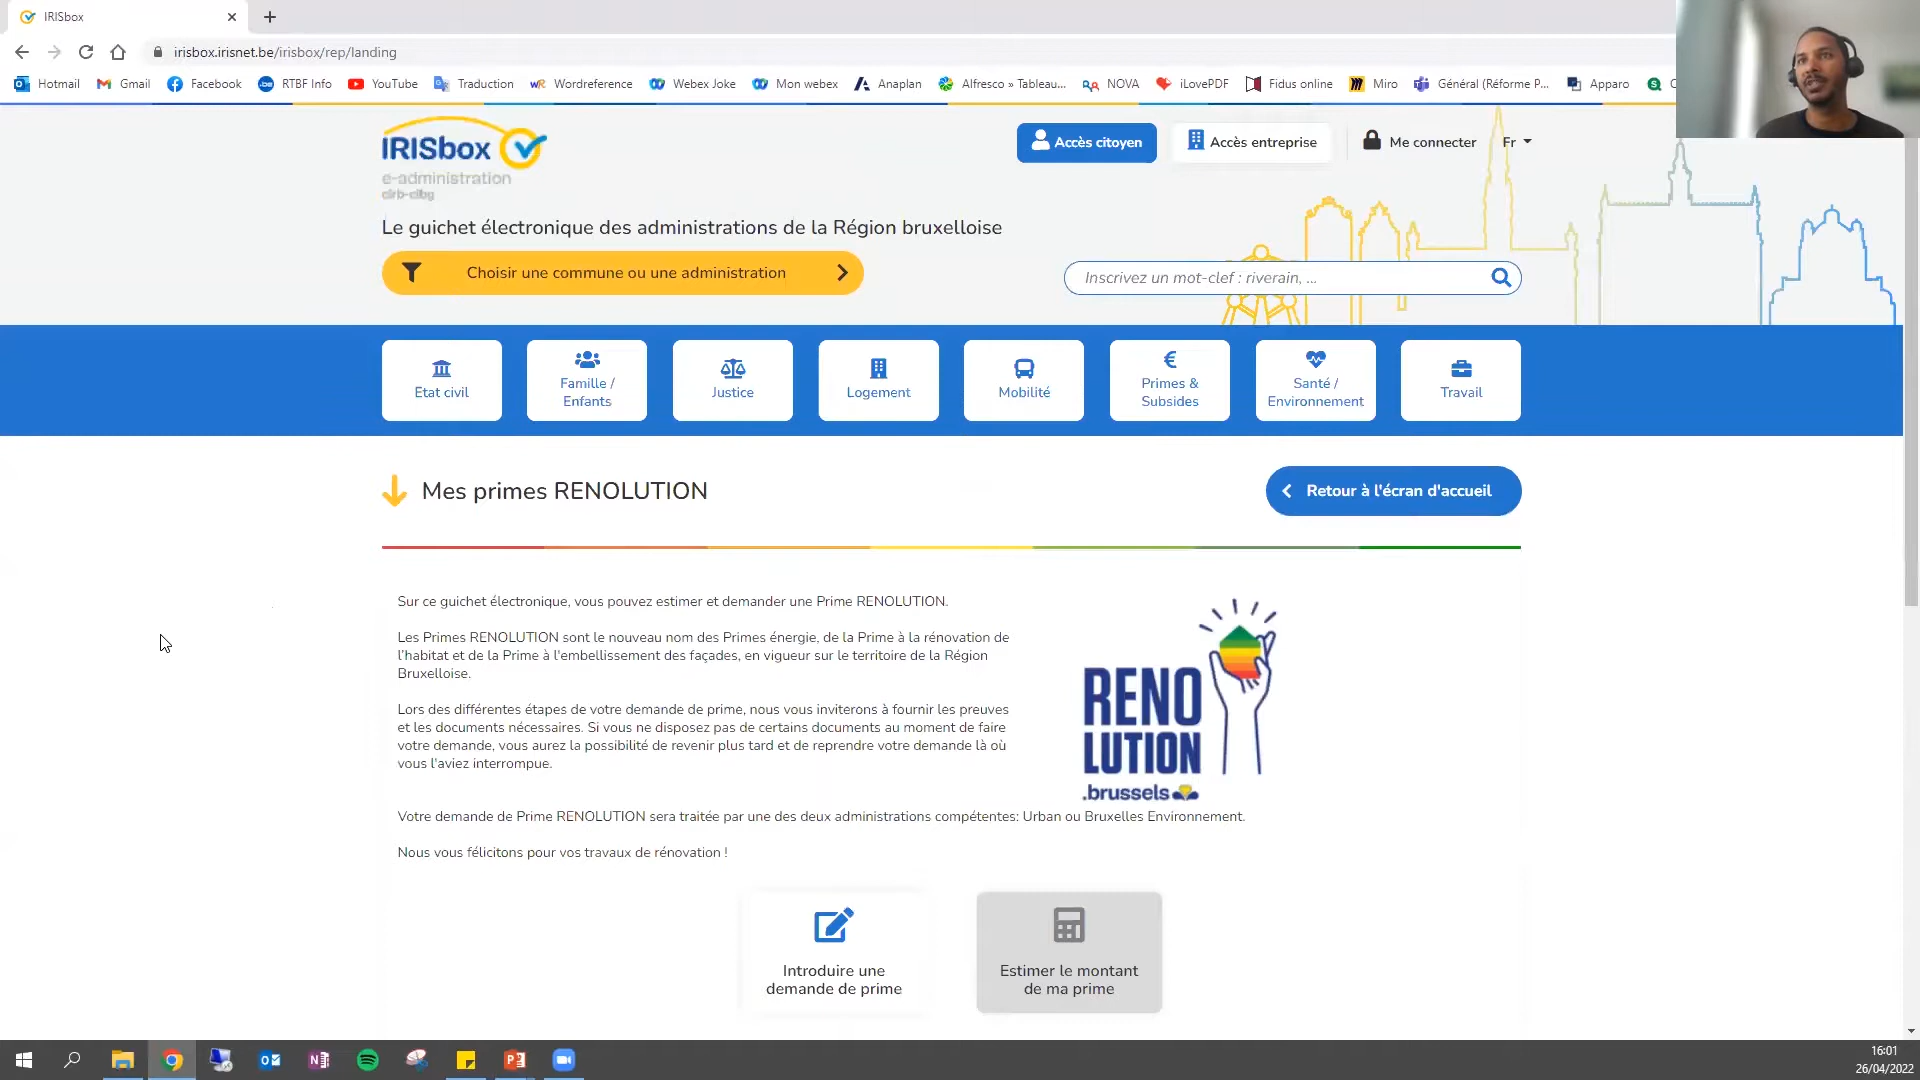 IRISbox
irisbox.irisnet.be/irisbox/rep/landing
Hotmail Gmail Facebook RTBF Info YouTube Traduction Wordreference Webex Joke Mon webex Anaplan Alfresco » Tableau... NOVA iLovePDF Fidus online Miro Général (Réforme P... Apparo
IRISbox
e-administration
cirb-cibg
Accès citoyen Accès entreprise Me connecter Fr
Le guichet électronique des administrations de la Région bruxelloise
Choisir une commune ou une administration
Inscrivez un mot-clef : riverain, ...
Etat civil
Famille /
Enfants
Justice
Logement
Mobilité
Primes &
Subsides
Santé /
Environnement
Travail
Mes primes RENOLUTION
Retour à l'écran d'accueil
Sur ce guichet électronique, vous pouvez estimer et demander une Prime RENOLUTION.
Les Primes RENOLUTION sont le nouveau nom des Primes énergie, de la Prime à la rénovation de
l'habitat et de la Prime à l'embellissement des façades, en vigueur sur le territoire de la Région
Bruxelloise.
Lors des différentes étapes de votre demande de prime, nous vous inviterons à fournir les preuves
et les documents nécessaires. Si vous ne disposez pas de certains documents au moment de faire
votre demande, vous aurez la possibilité de revenir plus tard et de reprendre votre demande là où
vous l'aviez interrompue.
RENO
LUTION
.brussels
Votre demande de Prime RENOLUTION sera traitée par une des deux administrations compétentes: Urban ou Bruxelles Environnement.
Nous vous félicitons pour vos travaux de rénovation !
Introduire une
demande de prime
Estimer le montant
de ma prime
16:01
26/04/2022